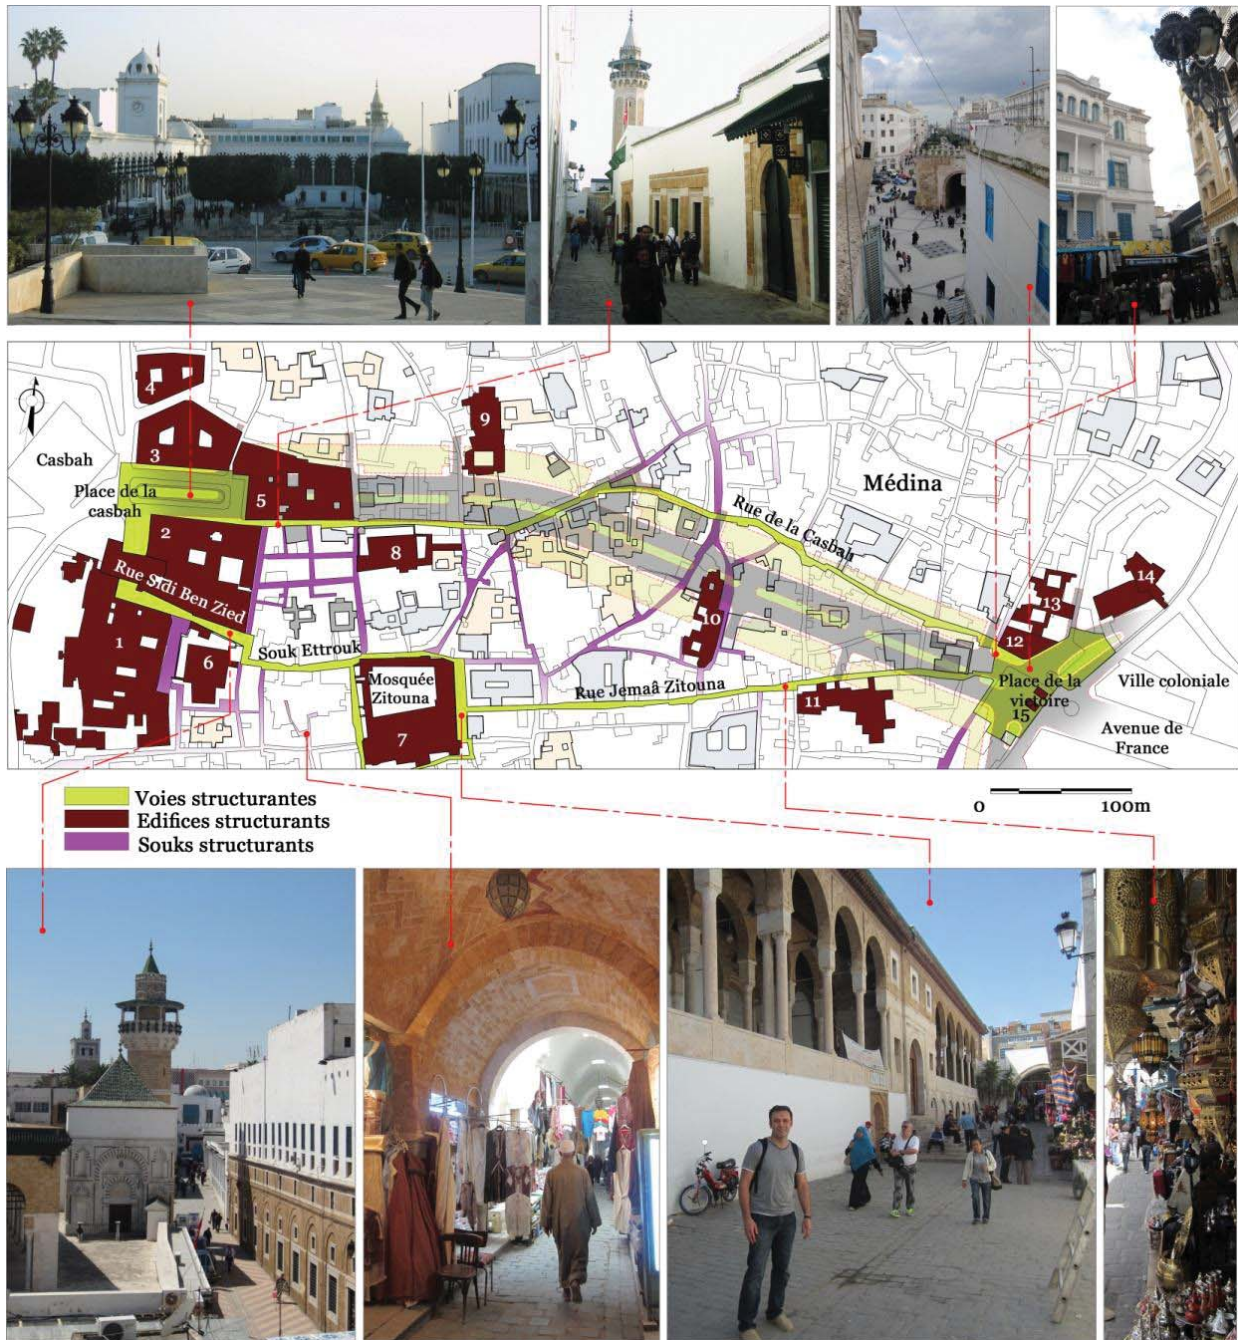 4
9
3
Casbah
Médina
Place de la
casbah
5
Rue de la Casbah
2
8
Rue Sidi Ben Zied
14
13
10
1
12
6
Souk Ettrouk
Mosquée
Zitouna
Rue Jemaâ Zitouna
Place de la
victoire
Ville coloniale
11
15
7
Avenue de
France
Voies structurantes
Edifices structurants
Souks structurants
0 100m